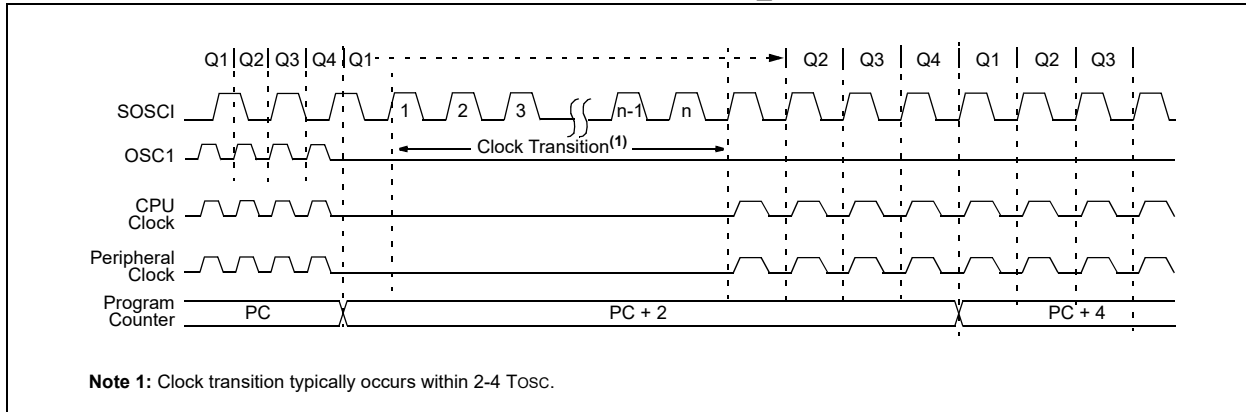 Q1 Q2 Q3 Q4 Q1 Q2 Q3 Q4 Q1 Q2 Q3
SOSCI 1 2 3 n-1 n
OSC1 Clock Transition(1)
CPU
Clock
Peripheral
Clock
Program
Counter PC PC + 2 PC + 4
Note 1: Clock transition typically occurs within 2-4 TOSC.